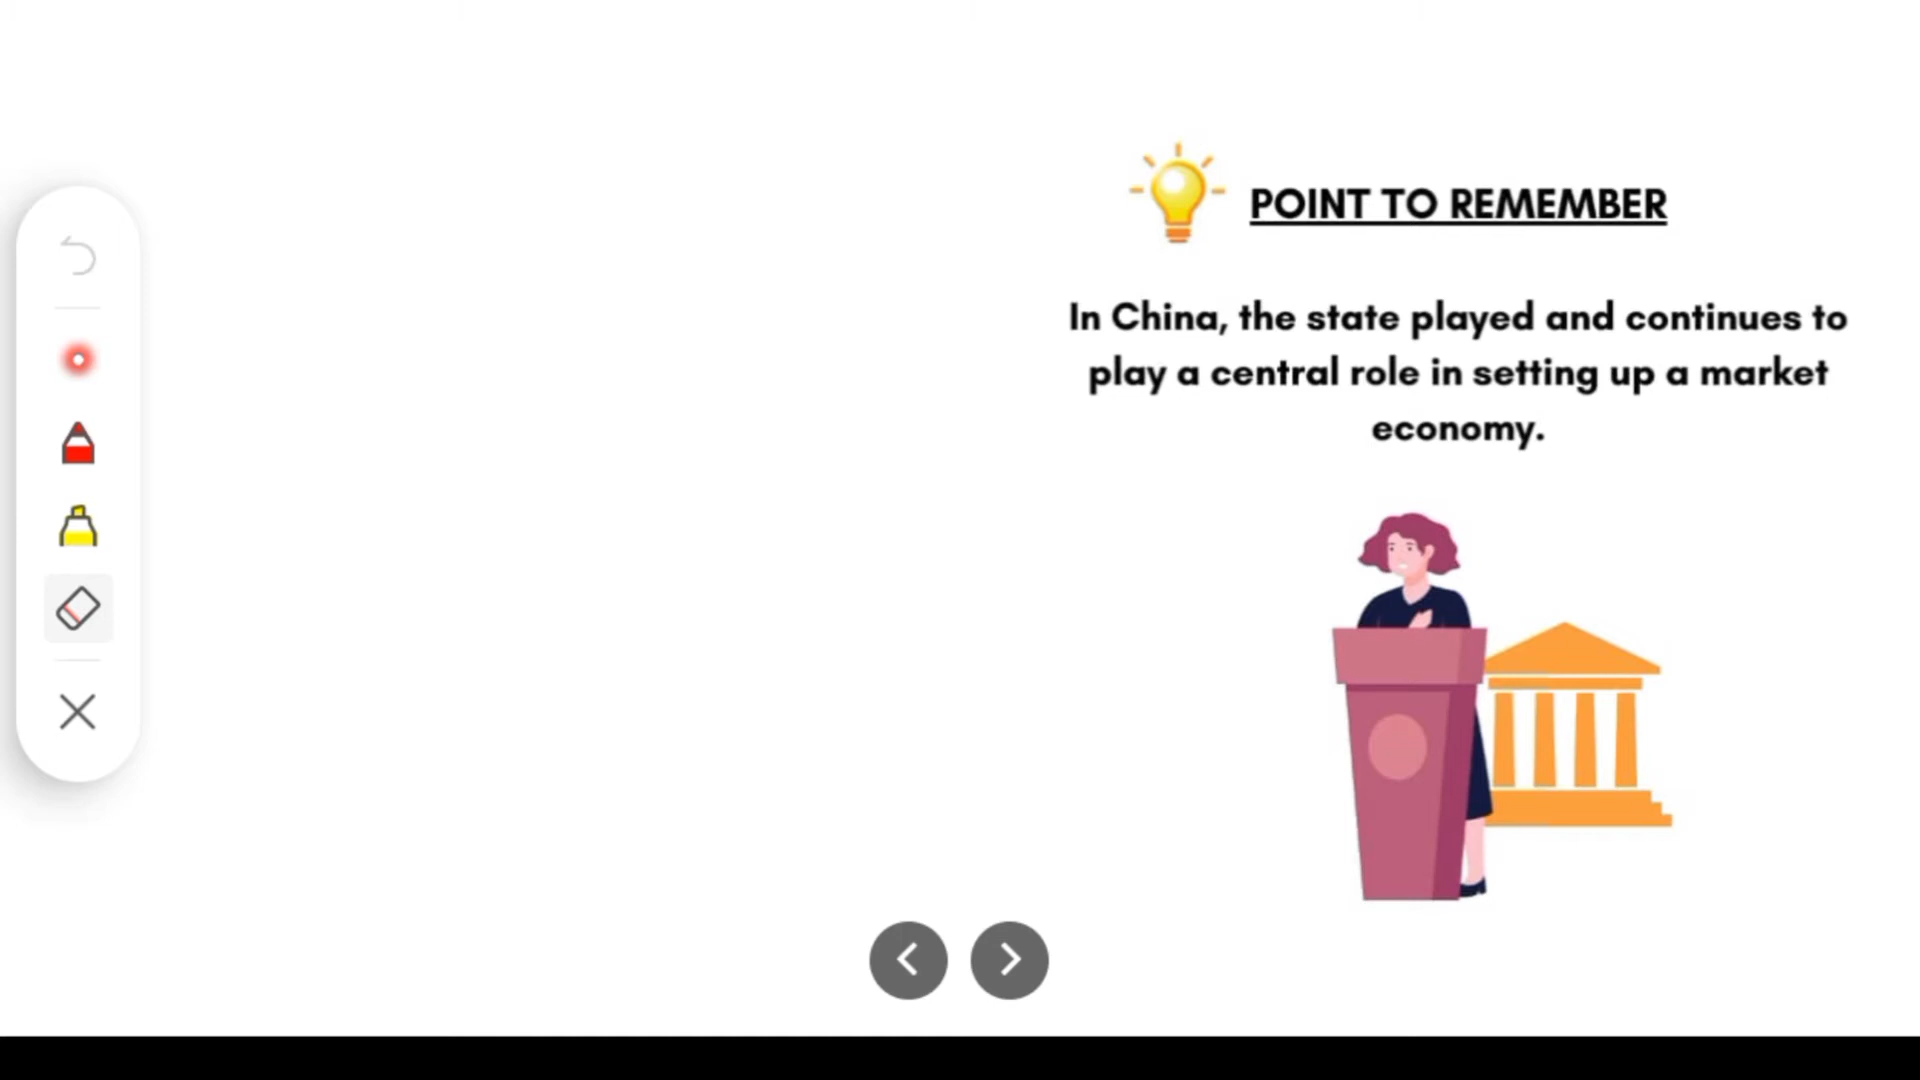 POINT TO REMEMBER
In China, the state played and continues to
play a central role in setting up a market
economy.